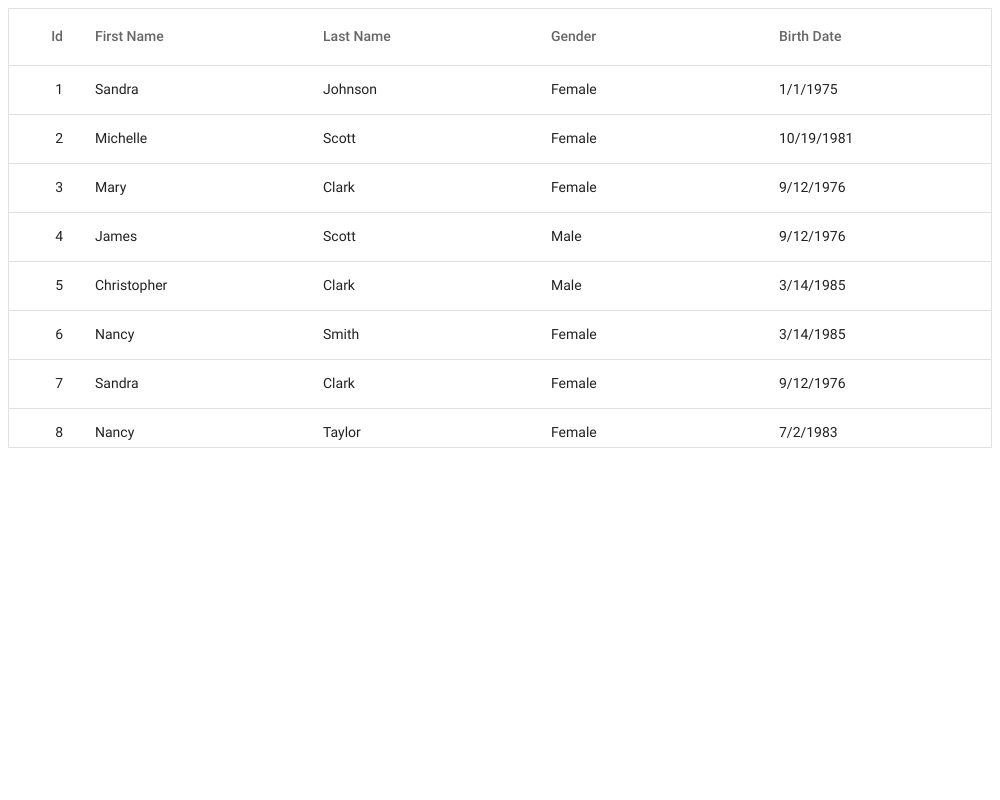 Id First Name Last Name Gender Birth Date
1 Sandra Johnson Female 1/1/1975
2 Michelle Scott Female 10/19/1981
3 Mary Clark Female 9/12/1976
4 James Scott Male 9/12/1976
5 Christopher Clark Male 3/14/1985
6 Nancy Smith Female 3/14/1985
7 Sandra Clark Female 9/12/1976
8 Nancy Taylor Female 7/2/1983